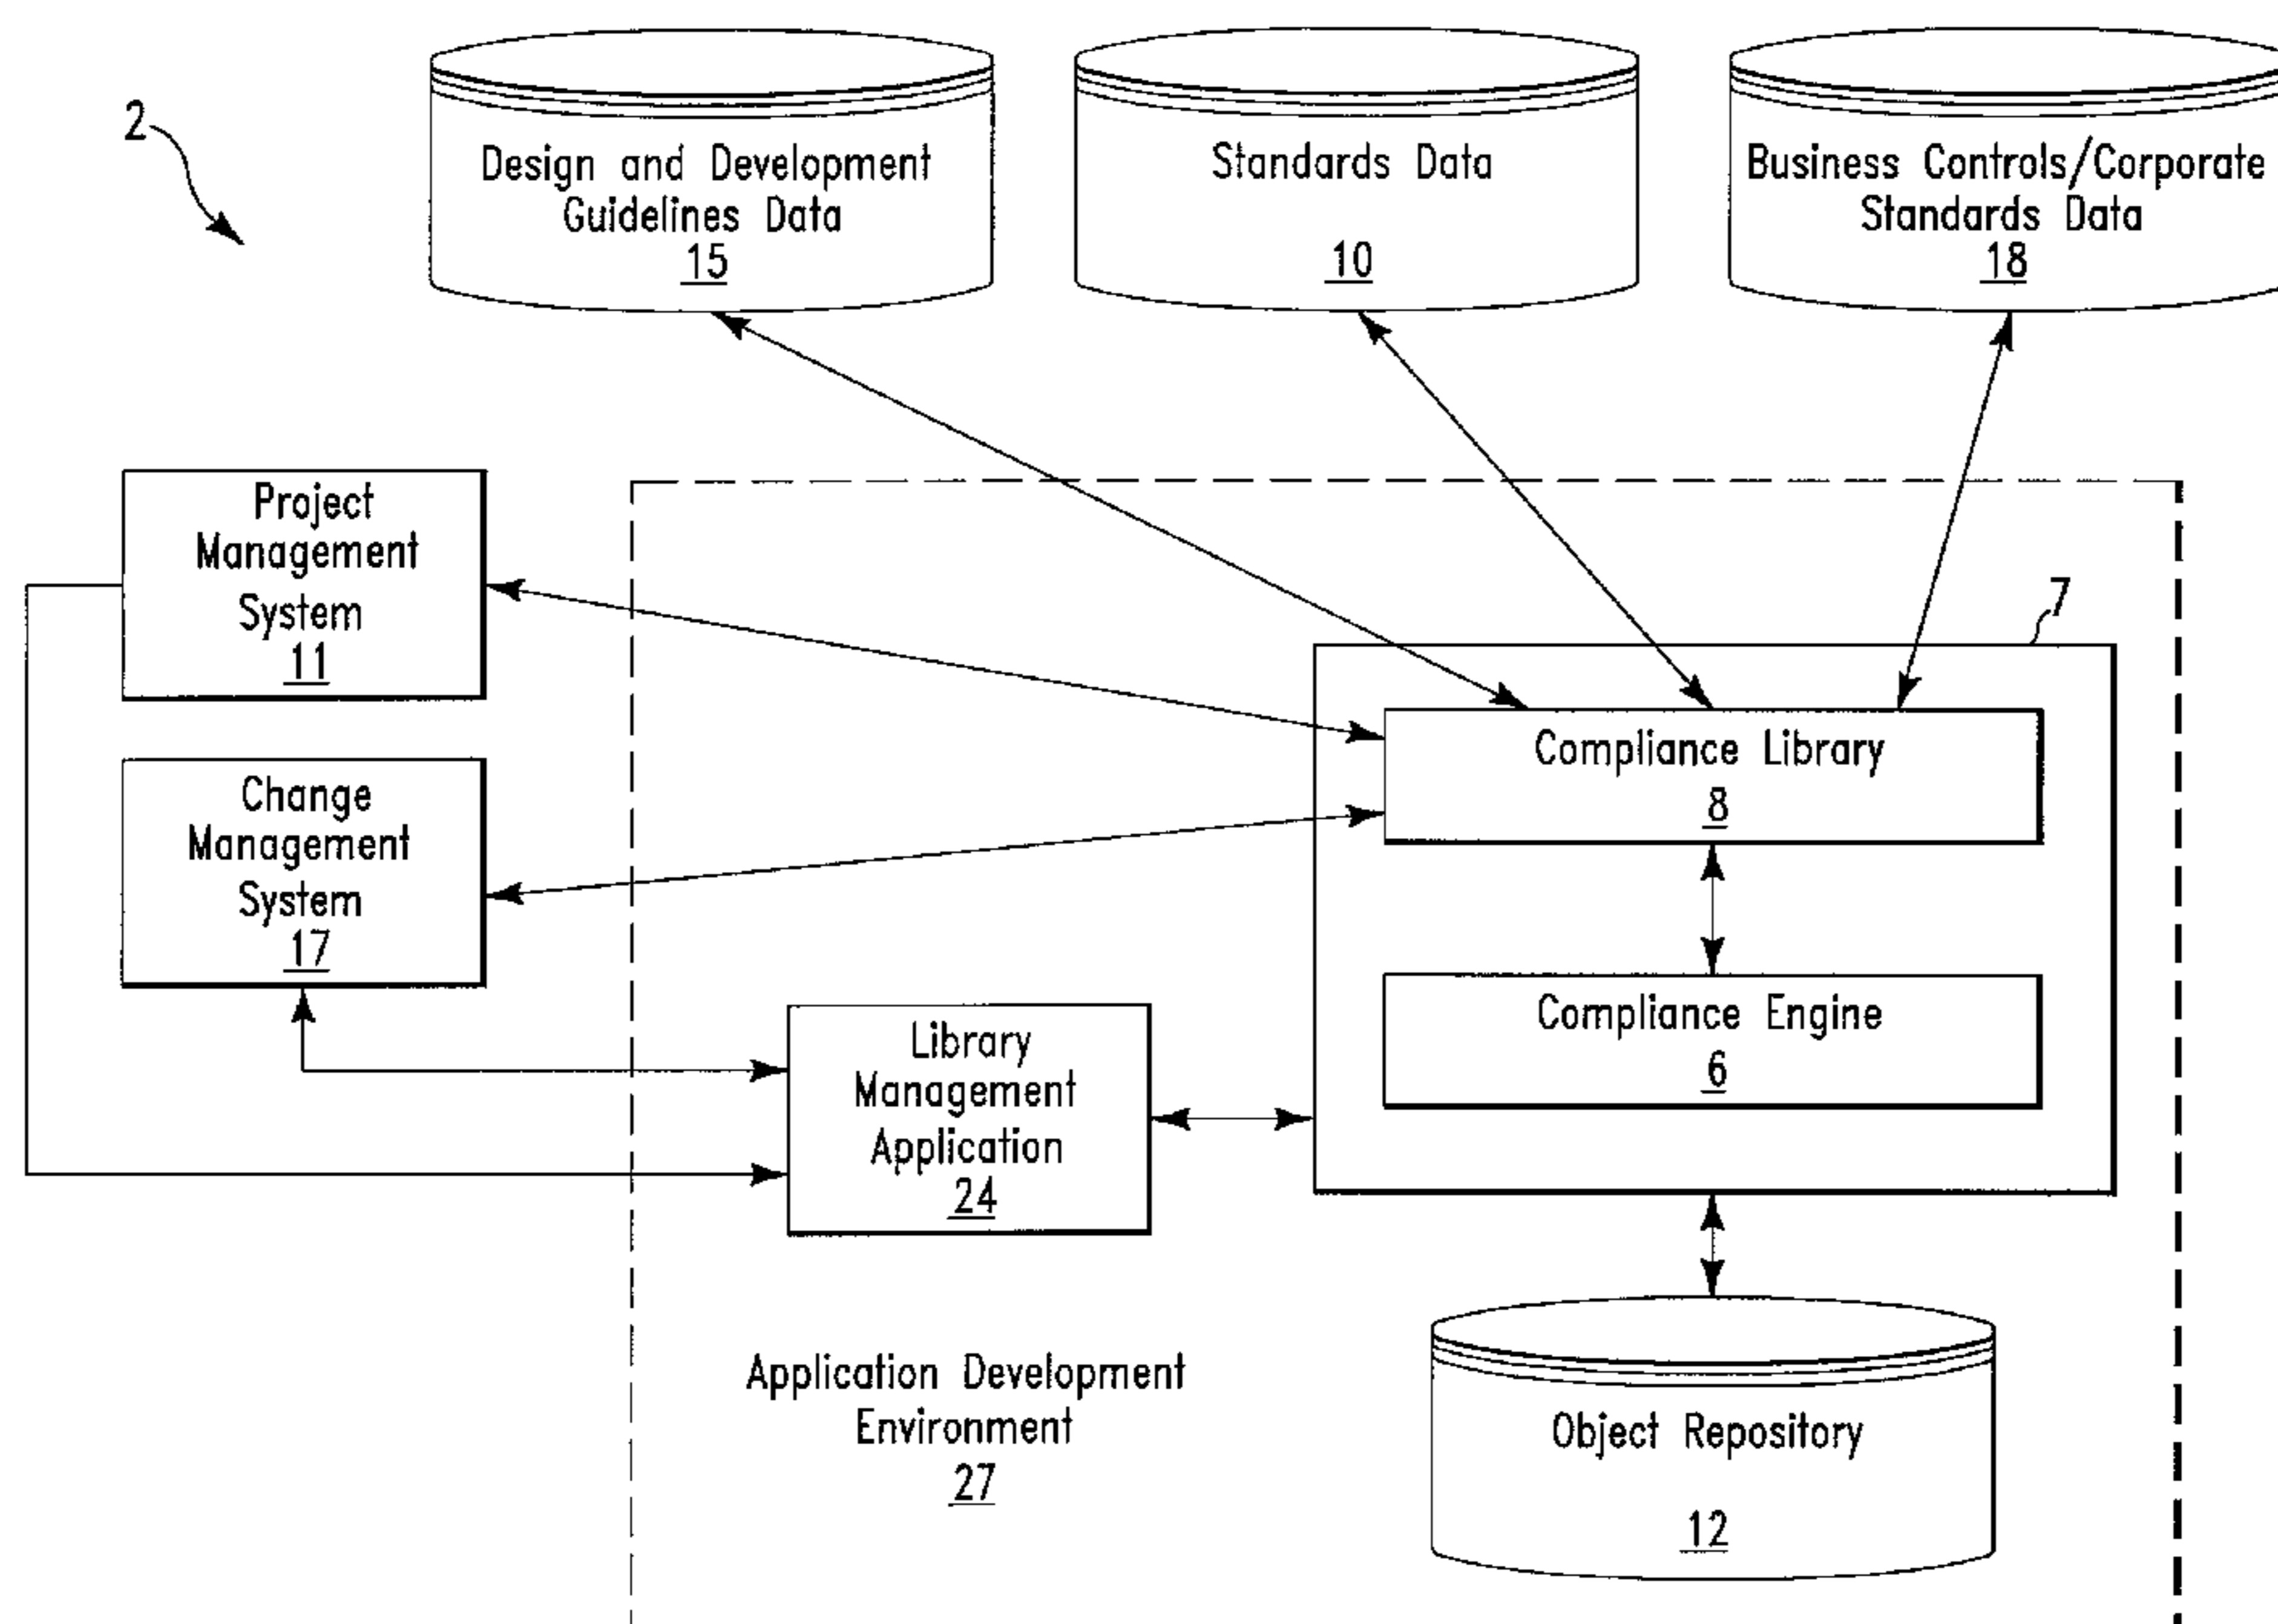 2
Design and Development
Guidelines Data
15
Standards Data
10
Business Controls/Corporate
Standards Data
18
Project
Management
System
11
7
Compliance Library
8
Change
Management
System
17
Compliance Engine
6
Library
Management
Application
24
Application Development
Environment
27
Object Repository
12